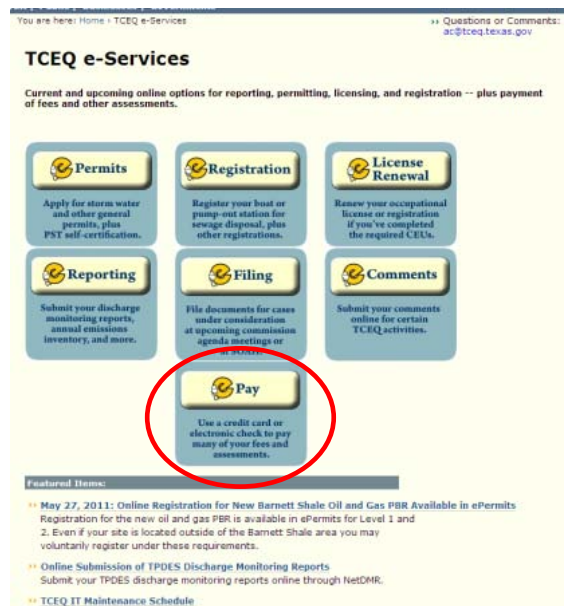 You are here: Home › TCEQ e-Services
›› Questions or Comments:
ac@tceq.texas.gov
TCEQ e-Services
Current and upcoming online options for reporting, permitting, licensing, and registration -- plus payment
of fees and other assessments.
Permits
Apply for storm water
and other general
permits, plus
PST self-certification.
Registration
Register your boat or
pump-out station for
sewage disposal, plus
other registrations.
License
Renewal
Renew your occupational
license or registration
if you've completed
the required CEUs.
Reporting
Submit your discharge
monitoring reports,
annual emissions
inventory, and more.
Filing
File documents for cases
under consideration
at upcoming commission
agenda meetings or
at SOAH.
Comments
Submit your comments
online for certain
TCEQ activities.
Pay
Use a credit card or
electronic check to pay
many of your fees and
assessments.
Featured Items:
›› May 27, 2011: Online Registration for New Barnett Shale Oil and Gas PBR Available in ePermits
Registration for the new oil and gas PBR is available in ePermits for Level 1 and
2. Even if your site is located outside of the Barnett Shale area you may
voluntarily register under these requirements.
›› Online Submission of TPDES Discharge Monitoring Reports
Submit your TPDES discharge monitoring reports online through NetDMR.
›› TCEQ IT Maintenance Schedule